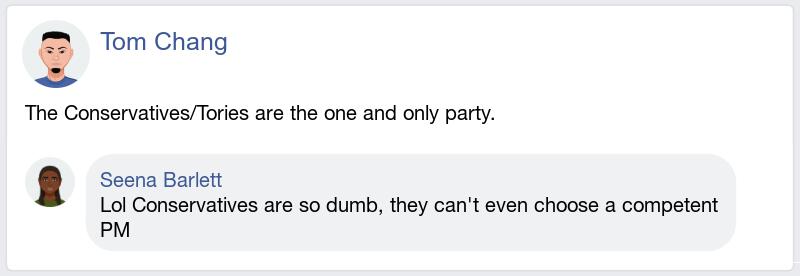 Tom Chang
The Conservatives/Tories are the one and only party.
Seena Barlett
Lol Conservatives are so dumb, they can't even choose a competent
PM